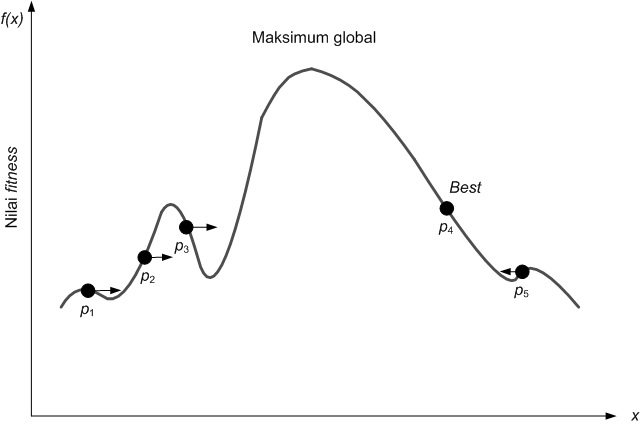 f(x)
Maksimum global
Nilai fitness
Best
p4
p3
p2
p5
p1
x